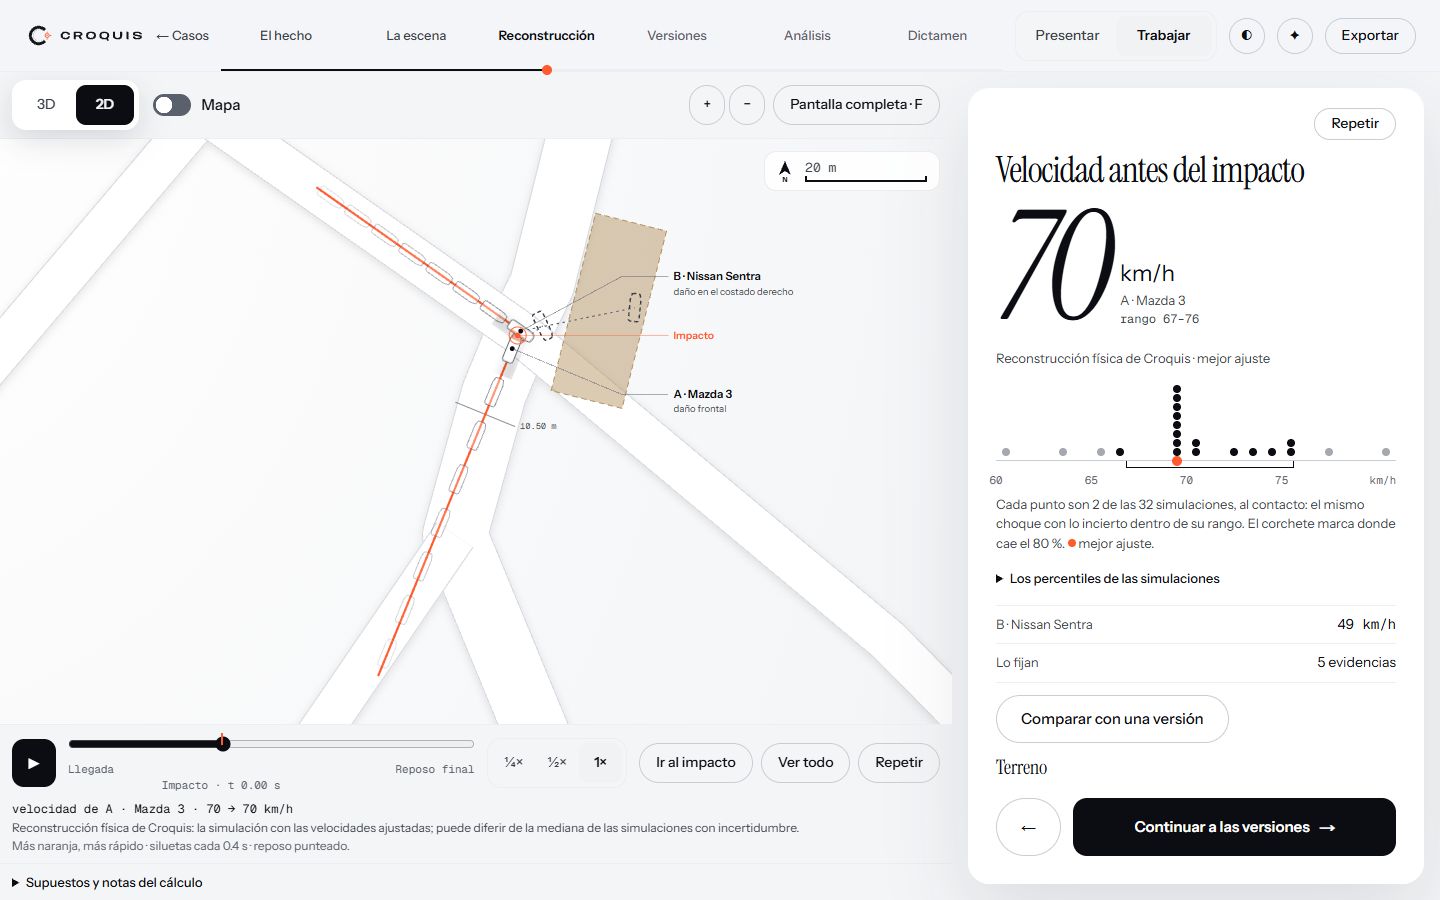 CROQUIS
← Casos
El hecho
La escena
Reconstrucción
Versiones
Análisis
Dictamen
Presentar
Trabajar
Exportar
3D
2D
Mapa
+
−
Pantalla completa · F
N
20 m
B · Nissan Sentra
daño en el costado derecho
Impacto
A · Mazda 3
daño frontal
10.50 m
Llegada
Reposo final
Impacto · t 0.00 s
¼×
½×
1×
Ir al impacto
Ver todo
Repetir
velocidad de A · Mazda 3 · 70 → 70 km/h
Reconstrucción física de Croquis: la simulación con las velocidades ajustadas; puede diferir de la mediana de las simulaciones con incertidumbre.
Más naranja, más rápido · siluetas cada 0.4 s · reposo punteado.
Supuestos y notas del cálculo
Repetir
Velocidad antes del impacto
70
km/h
A · Mazda 3
rango 67–76
Reconstrucción física de Croquis · mejor ajuste
60
65
70
75
km/h
Cada punto son 2 de las 32 simulaciones, al contacto: el mismo
choque con lo incierto dentro de su rango. El corchete marca donde
cae el 80 %. mejor ajuste.
Los percentiles de las simulaciones
B · Nissan Sentra
49 km/h
Lo fijan
5 evidencias
Comparar con una versión
Terreno
←
Continuar a las versiones →